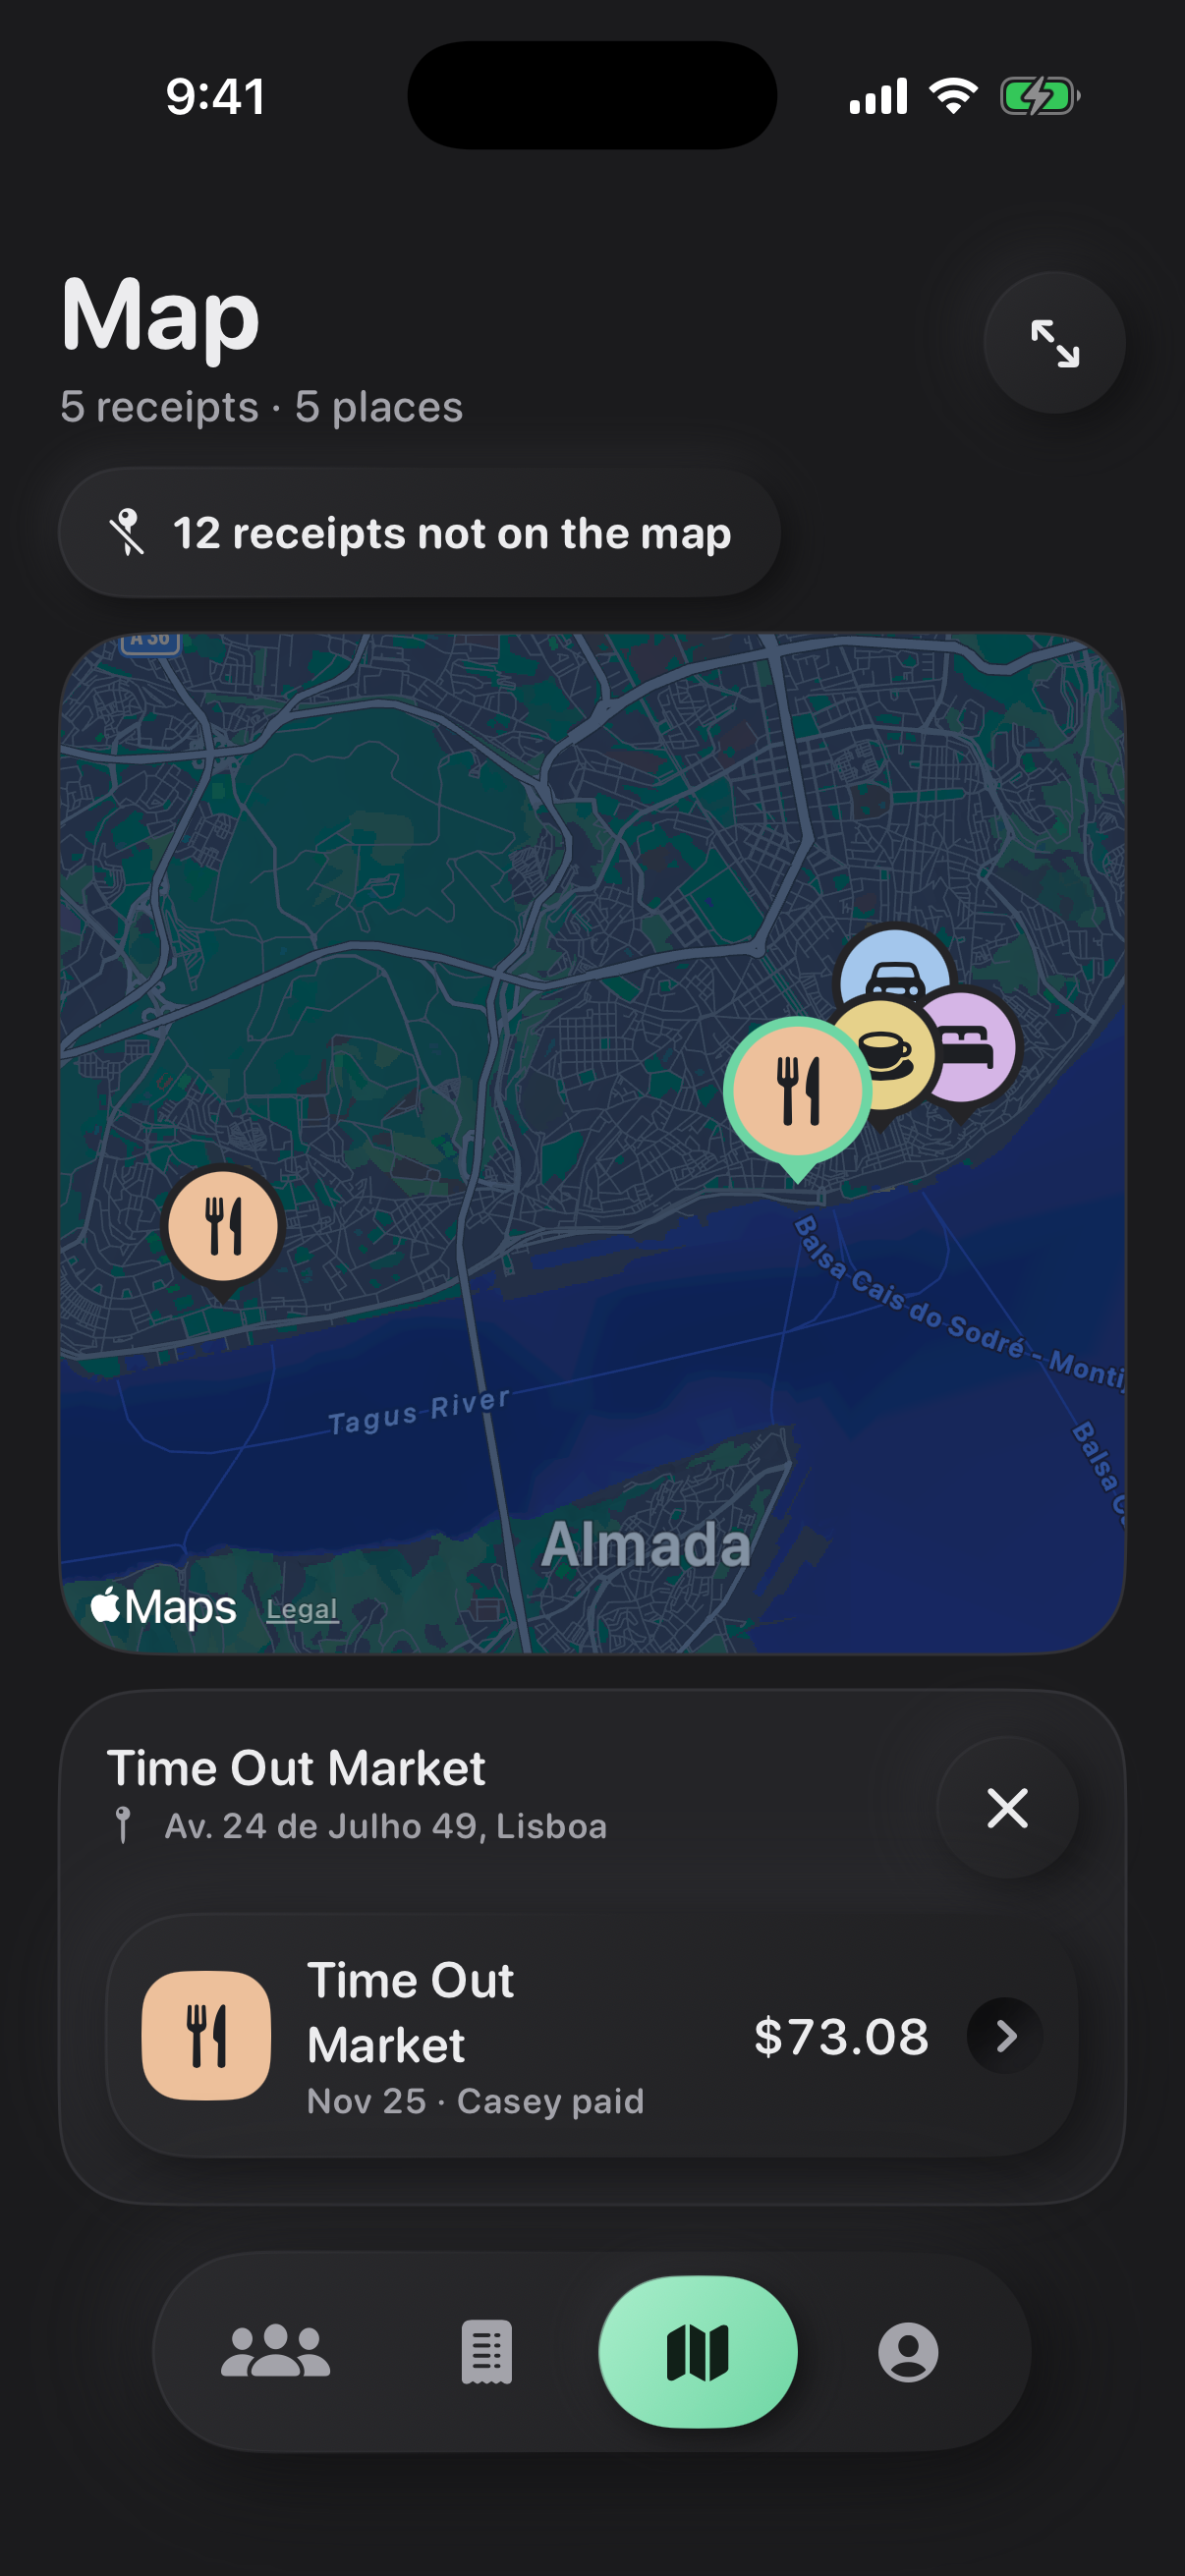 9:41
Map
5 receipts · 5 places
12 receipts not on the map
A 36
Balsa Cais do Sodré - Monti
Tagus River
Balsa
Almada
Maps Legal
Time Out Market
Av. 24 de Julho 49, Lisboa
Time Out
Market
$73.08
Nov 25 · Casey paid